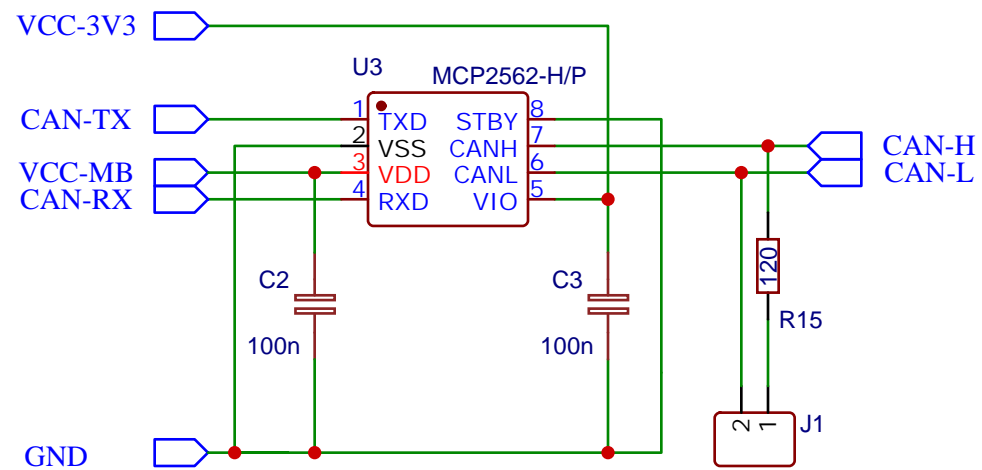 VCC-3V3
U3
MCP2562-H/P
CAN-TX
1 TXD STBY 8
2 VSS CANH 7
CAN-H
VCC-MB
3 VDD CANL 6
CAN-L
CAN-RX
4 RXD VIO 5
C2
C3
120
R15
100n
100n
2 1
J1
GND